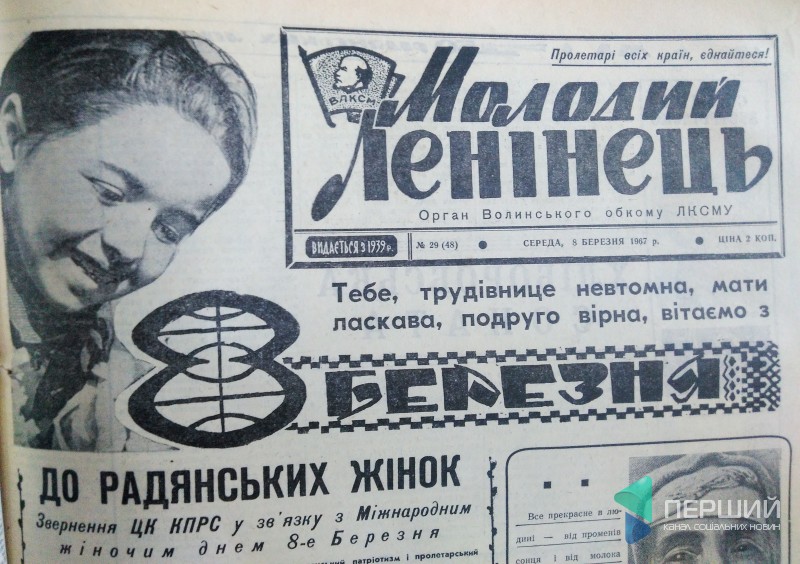 Пролетарі всіх країн, єднайтеся!
ВЛКСМ
Молодий
Ленінець
Орган Волинського обкому ЛКСМУ
ВИДАЄТЬСЯ З 1939 р.
№ 29 (48) ● СЕРЕДА, 8 БЕРЕЗНЯ 1967 р. ● ЦІНА 2 КОП.
Тебе, трудівнице невтомна, мати
ласкава, подруго вірна, вітаємо з
8 БЕРЕЗНЯ
ДО РАДЯНСЬКИХ ЖІНОК
Звернення ЦК КПРС у зв'язку з Міжнародним
жіночим днем 8-е Березня
патріотизм і пролетарський
Все прекрасне в лю-
дині — від променів
сонця і від молока
ПЕРШИЙ
КАНАЛ СОЦІАЛЬНИХ НОВИН